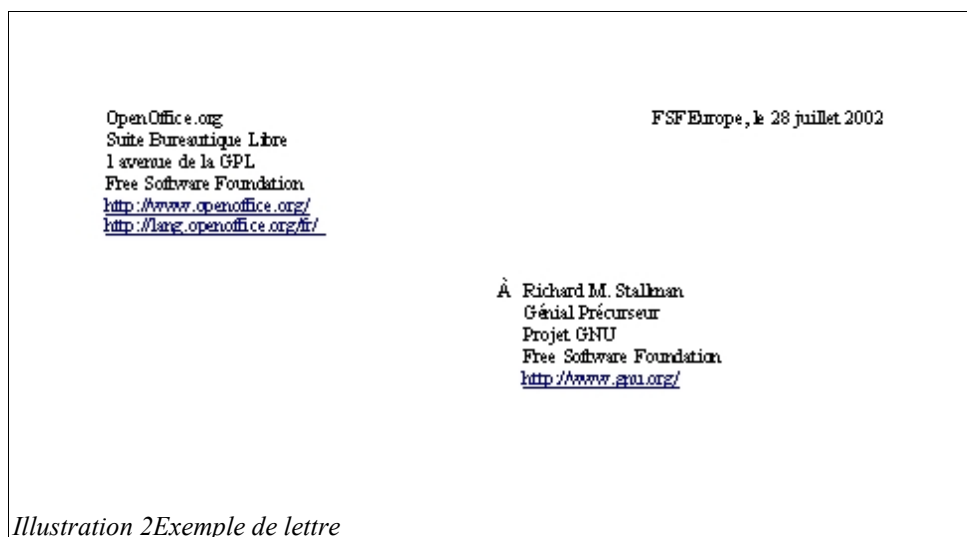 OpenOffice.org
Suite Bureautique Libre
1 avenue de la GPL
Free Software Foundation
http://www.openoffice.org/
http://lang.openoffice.org/fr/
FSFEurope, le 28 juillet 2002
À Richard M. Stallman
Génial Précurseur
Projet GNU
Free Software Foundation
http://www.gnu.org/
Illustration 2Exemple de lettre